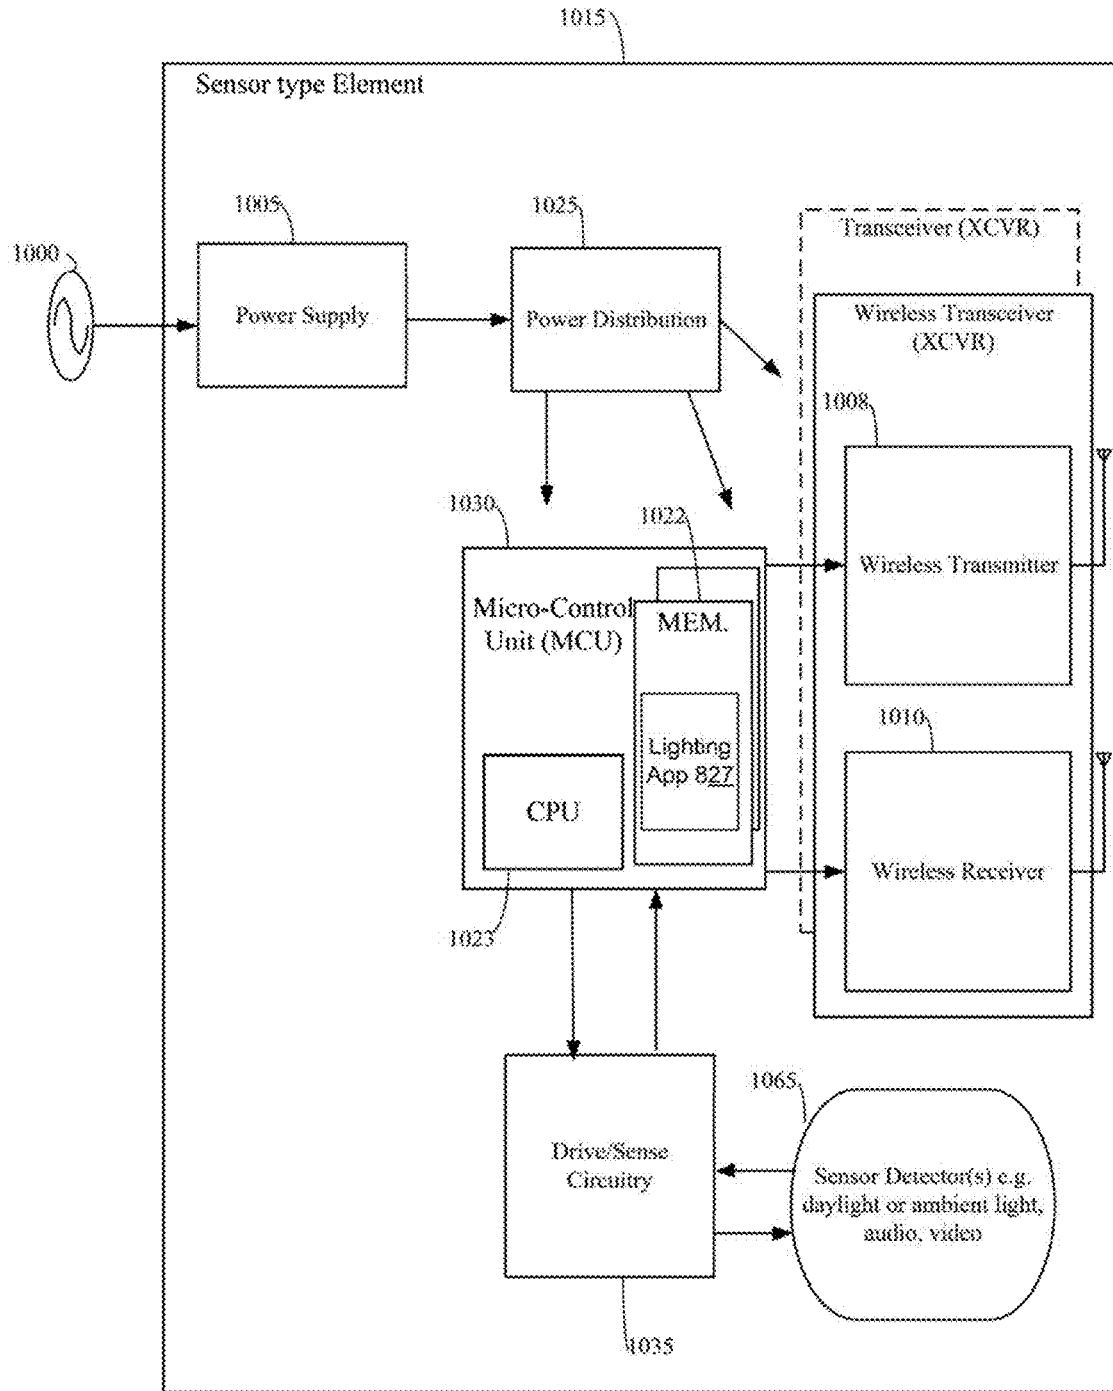 1015
Sensor type Element
1005
1025
1000
Power Supply
Power Distribution
Transceiver (XCVR)
Wireless Transceiver
(XCVR)
1008
1030
1022
Micro-Control
Unit (MCU)
MEM.
Wireless Transmitter
1010
Lighting
App 827
CPU
Wireless Receiver
1023
1065
Drive/Sense
Circuitry
Sensor Detector(s) e.g.
daylight or ambient light,
audio, video
1035